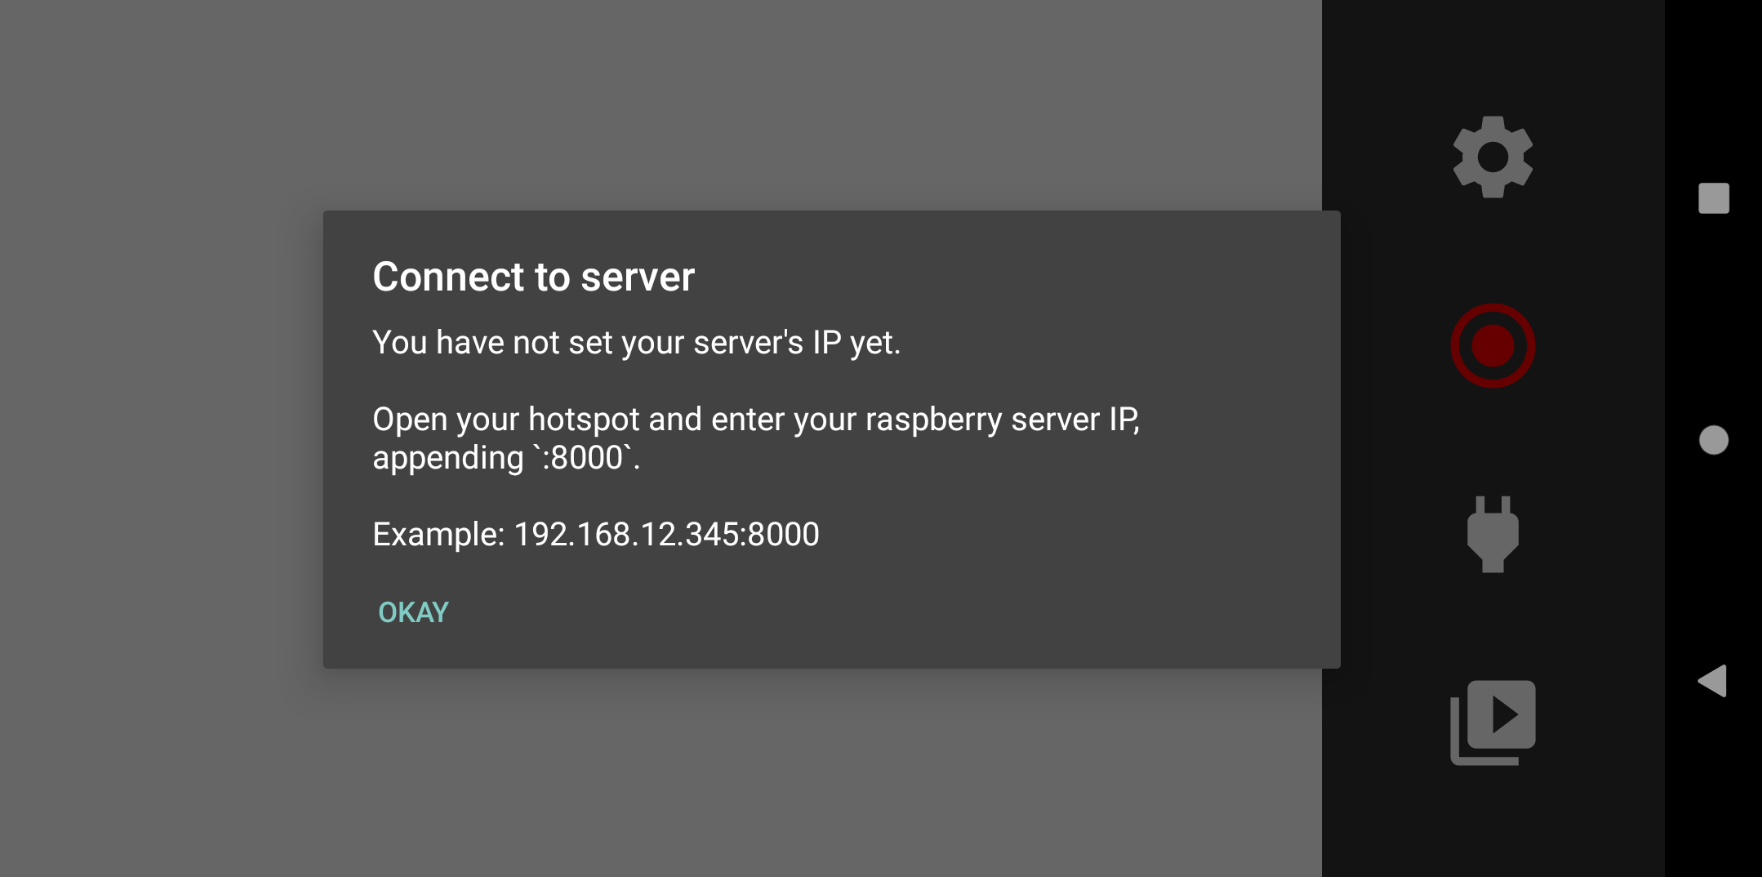 Connect to server
You have not set your server's IP yet.
Open your hotspot and enter your raspberry server IP,
appending `:8000`.
Example: 192.168.12.345:8000
OKAY